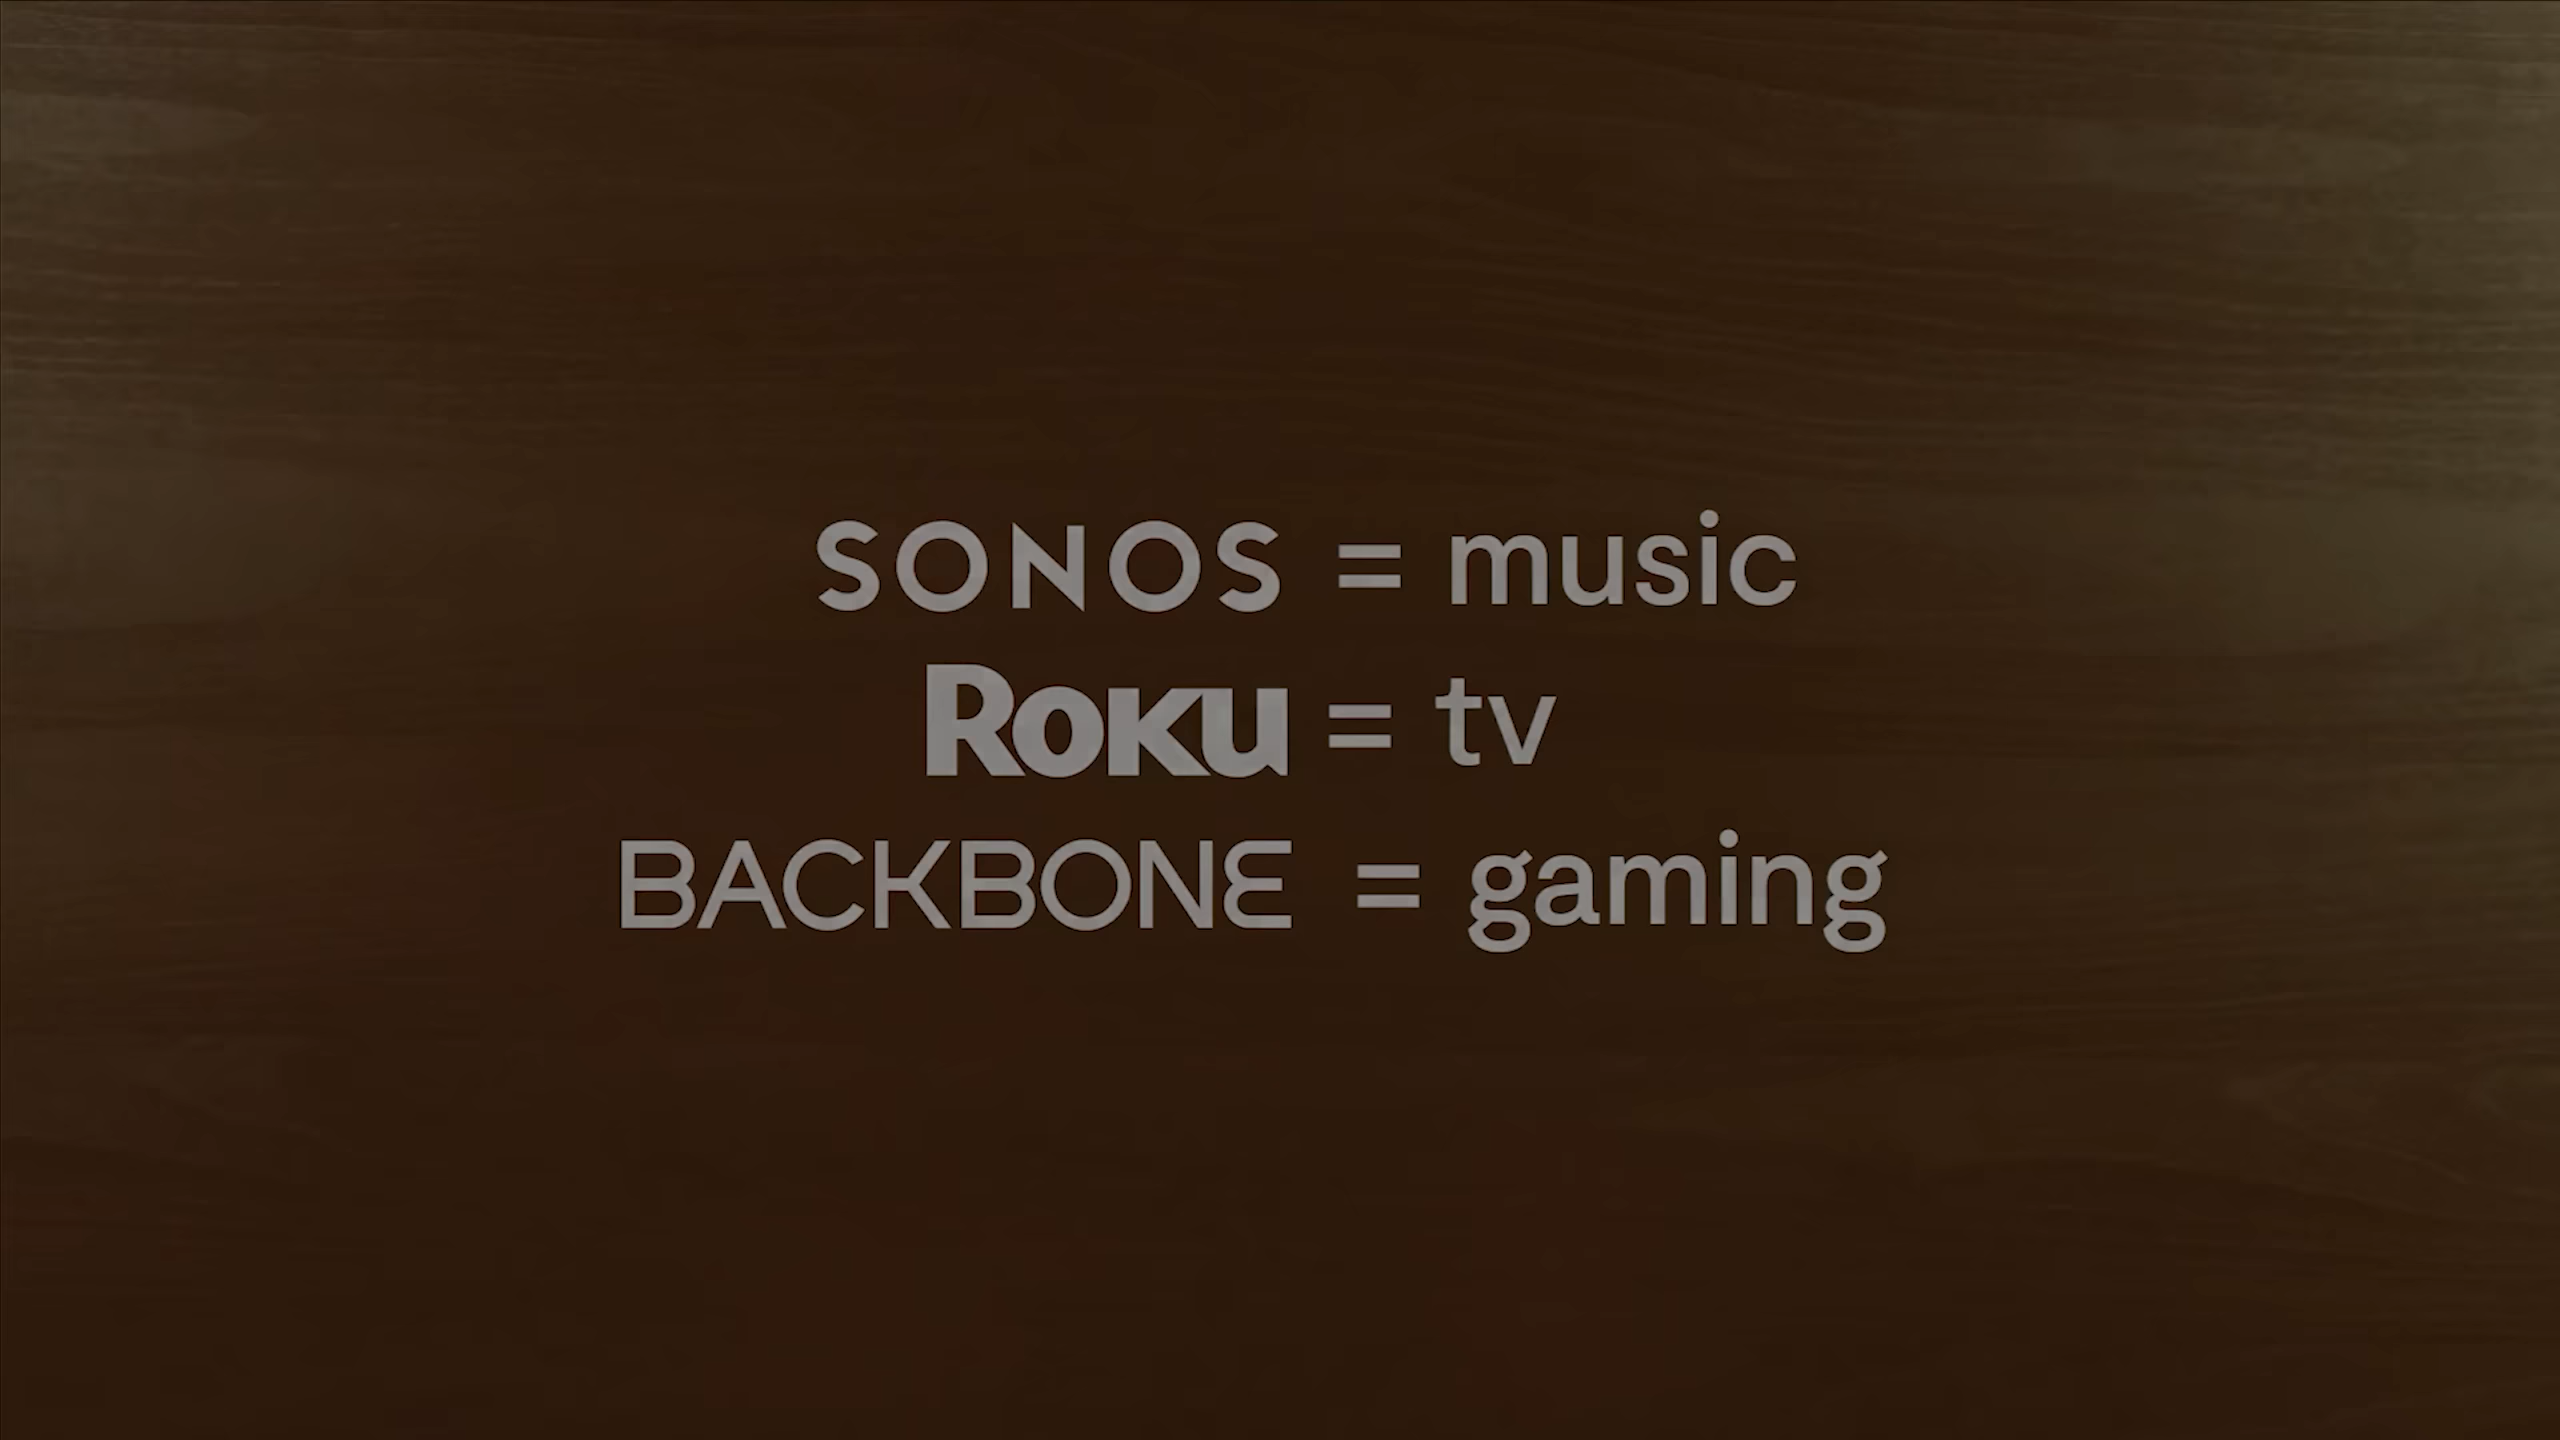 SONOS = music
ROKU = tv
BACKBONE = gaming